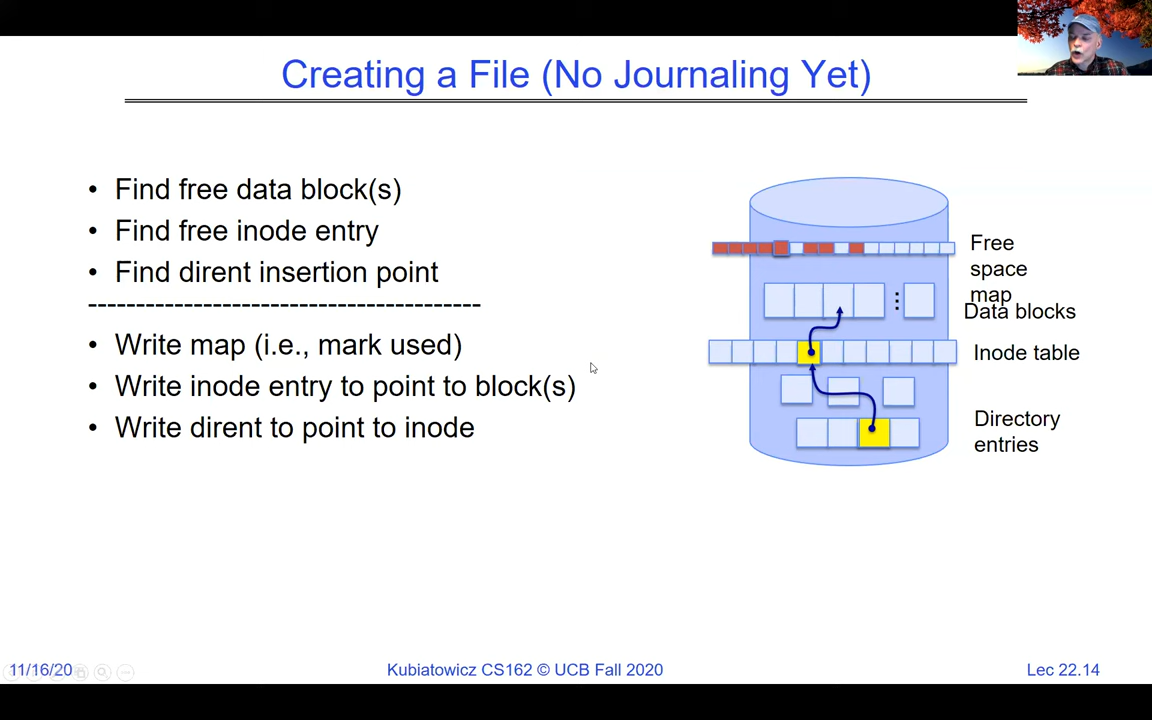 Creating a File (No Journaling Yet)
• Find free data block(s)
• Find free inode entry
• Find dirent insertion point
-----------------------------------------
• Write map (i.e., mark used)
• Write inode entry to point to block(s)
• Write dirent to point to inode
Free
space
map
Data blocks
Inode table
Directory
entries
11/16/20
Kubiatowicz CS162 © UCB Fall 2020
Lec 22.14